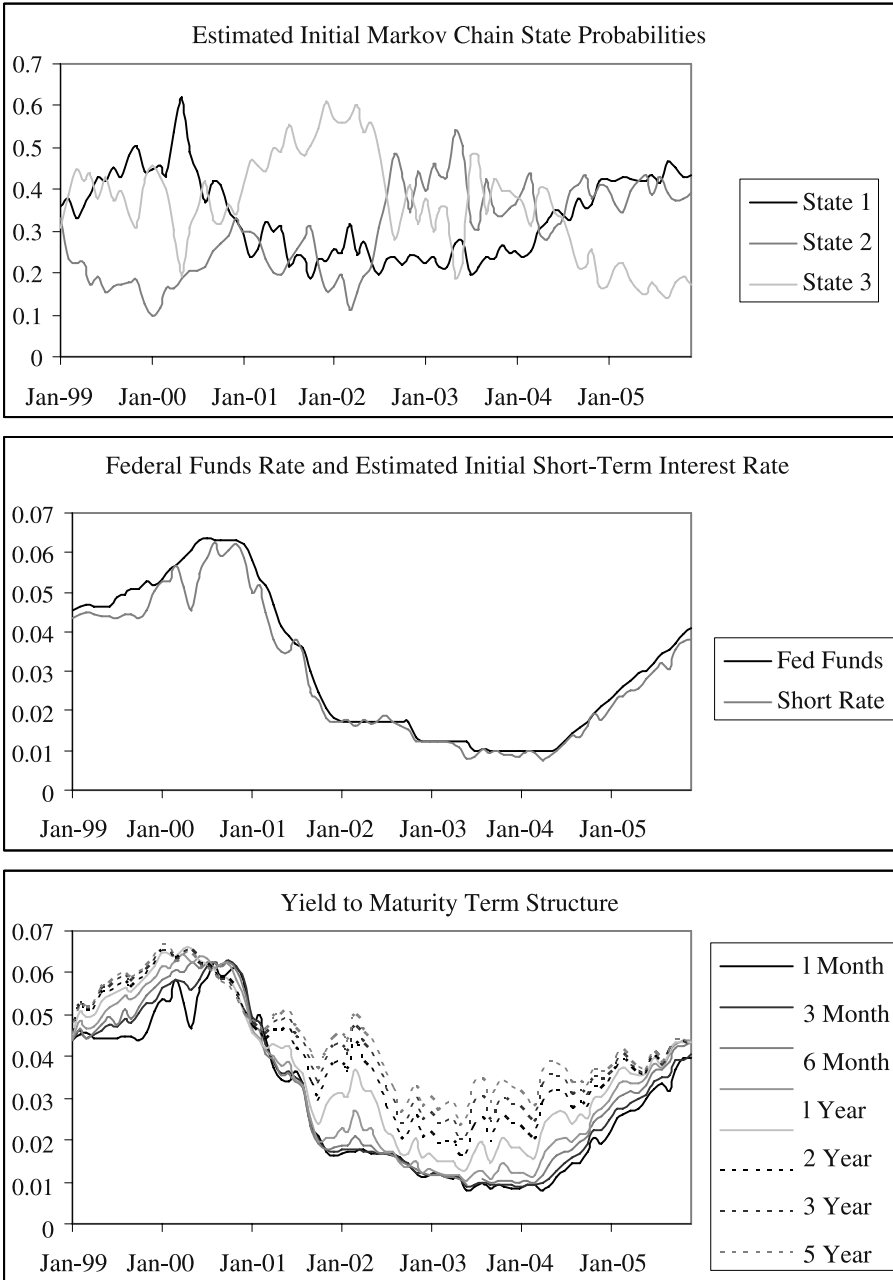 Estimated Initial Markov Chain State Probabilities
0.7
0.6
0.5
0.4
0.3
0.2
0.1
0
Jan-99 Jan-00 Jan-01 Jan-02 Jan-03 Jan-04 Jan-05
State 1
State 2
State 3
Federal Funds Rate and Estimated Initial Short-Term Interest Rate
0.07
0.06
0.05
0.04
0.03
0.02
0.01
0
Jan-99 Jan-00 Jan-01 Jan-02 Jan-03 Jan-04 Jan-05
Fed Funds
Short Rate
Yield to Maturity Term Structure
0.07
0.06
0.05
0.04
0.03
0.02
0.01
0
Jan-99 Jan-00 Jan-01 Jan-02 Jan-03 Jan-04 Jan-05
1 Month
3 Month
6 Month
1 Year
2 Year
3 Year
5 Year